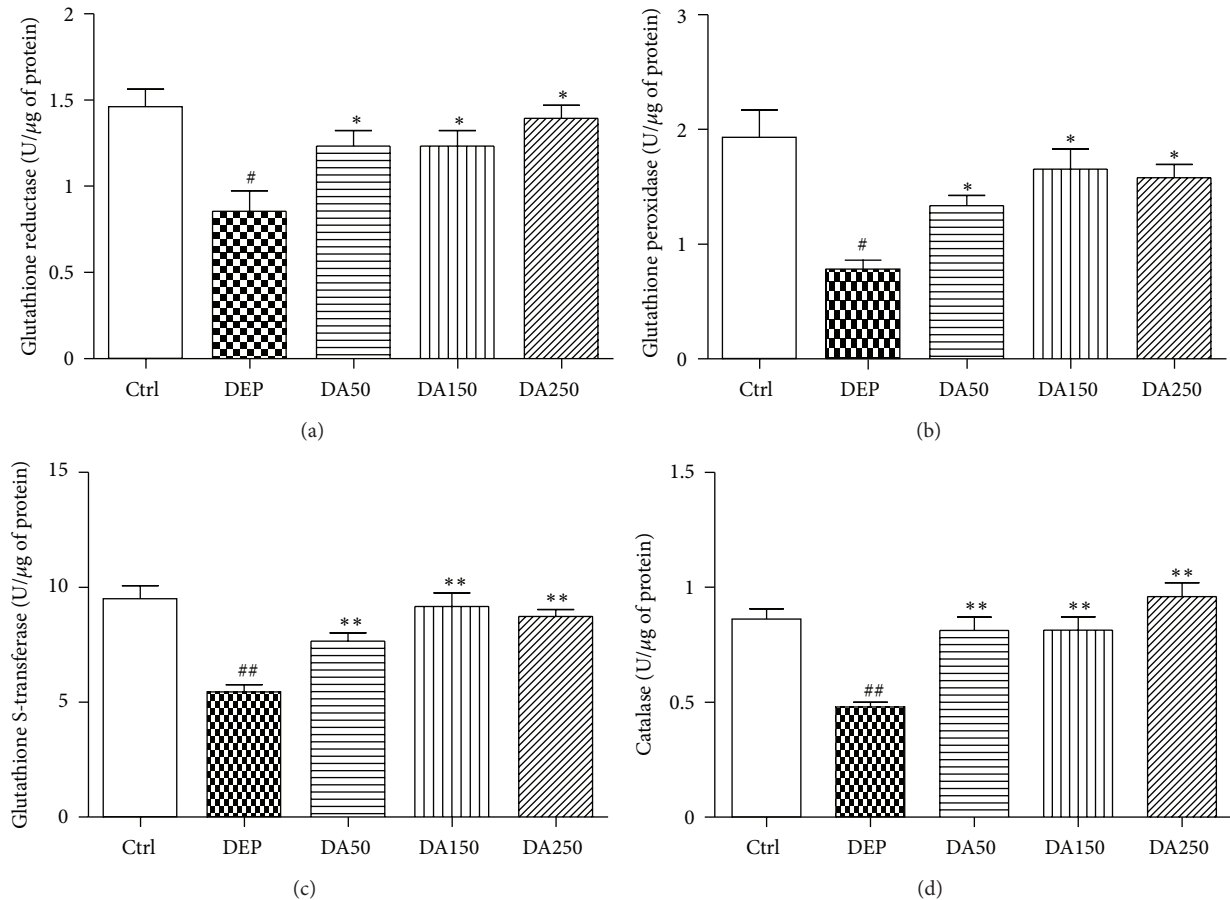 Glutathione reductase (U/μg of protein)
2
1.5
1
0.5
0
#
*
*
*
Ctrl
DEP
DA50
DA150
DA250
(a)
Glutathione peroxidase (U/μg of protein)
3
2
1
0
#
*
*
*
Ctrl
DEP
DA50
DA150
DA250
(b)
Glutathione S-transferase (U/μg of protein)
15
10
5
0
##
**
**
**
Ctrl
DEP
DA50
DA150
DA250
(c)
Catalase (U/μg of protein)
1.5
1
0.5
0
##
**
**
**
Ctrl
DEP
DA50
DA150
DA250
(d)